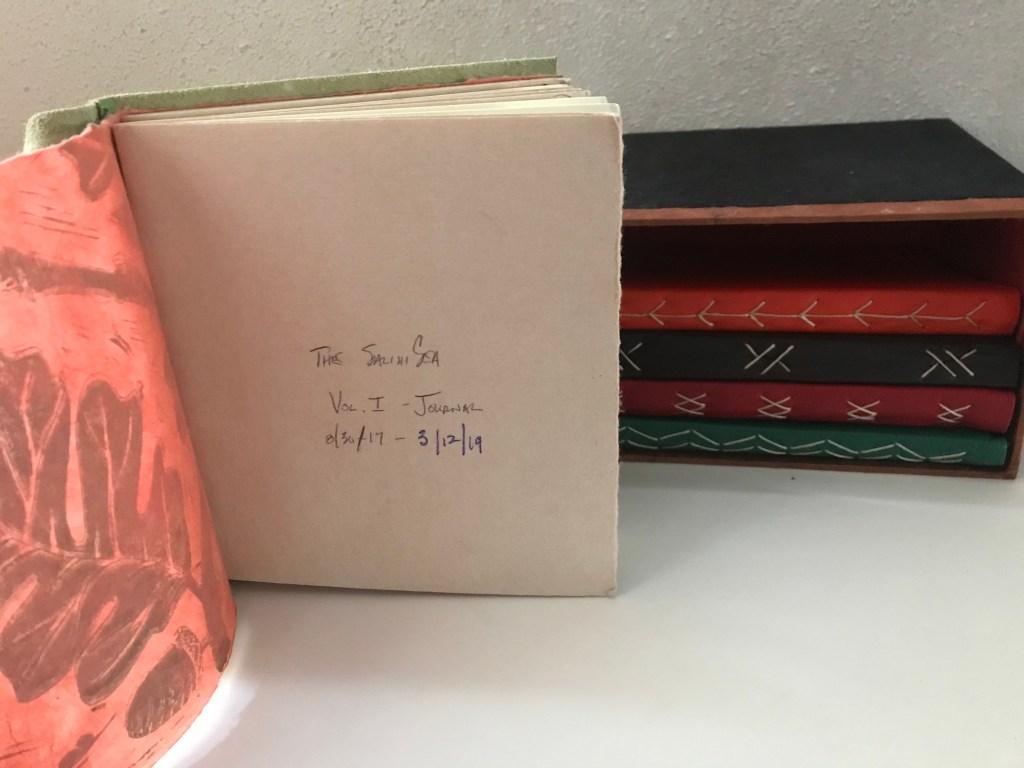 THE SALISH SEA
VOL. I - JOURNAL
8/30/17 - 3/12/19